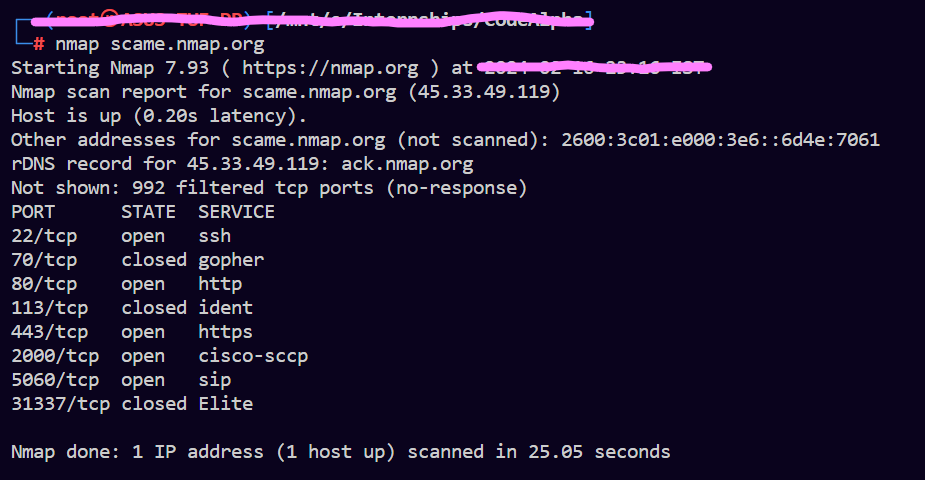 └─# nmap scame.nmap.org
Starting Nmap 7.93 ( https://nmap.org ) at
Nmap scan report for scame.nmap.org (45.33.49.119)
Host is up (0.20s latency).
Other addresses for scame.nmap.org (not scanned): 2600:3c01:e000:3e6::6d4e:7061
rDNS record for 45.33.49.119: ack.nmap.org
Not shown: 992 filtered tcp ports (no-response)
PORT      STATE  SERVICE
22/tcp    open   ssh
70/tcp    closed gopher
80/tcp    open   http
113/tcp   closed ident
443/tcp   open   https
2000/tcp  open   cisco-sccp
5060/tcp  open   sip
31337/tcp closed Elite
Nmap done: 1 IP address (1 host up) scanned in 25.05 seconds